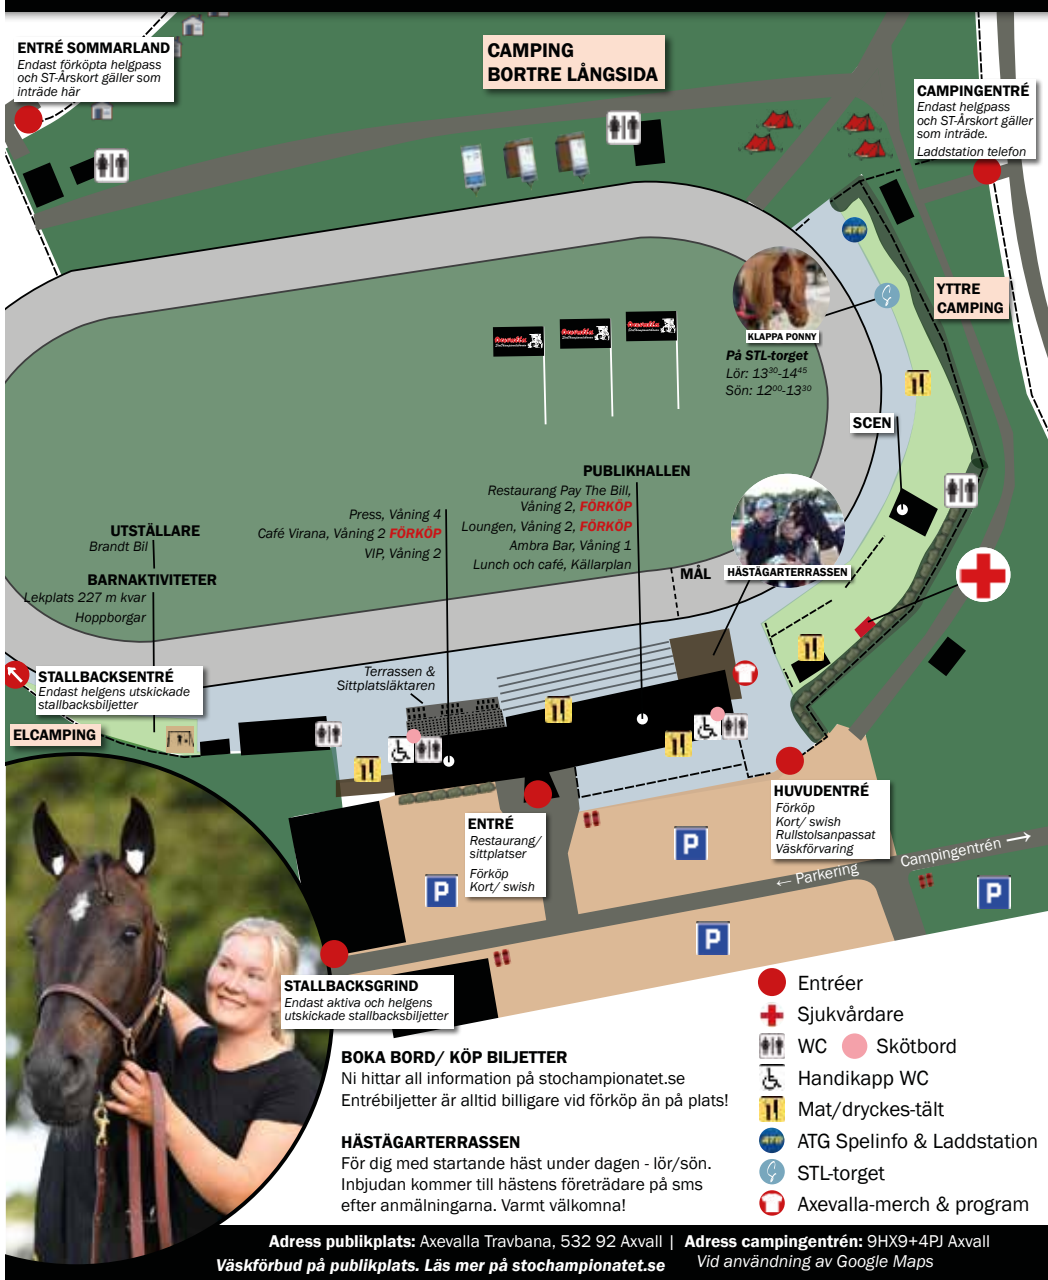 ENTRÉ SOMMARLAND
Endast förköpta helgpass
och ST-Årskort gäller som
inträde här
CAMPING
BORTRE LÅNGSIDA
CAMPINGENTRÉ
Endast helgpass
och ST-Årskort gäller
som inträde.
Laddstation telefon
ATG
YTTRE
CAMPING
KLAPPA PONNY
På STL-torget
Lör: 13³⁰-14⁴⁵
Sön: 12⁰⁰-13³⁰
Axevalla
Axevalla
Axevalla
SCEN
PUBLIKHALLEN
Restaurang Pay The Bill,
Våning 2, FÖRKÖP
Loungen, Våning 2, FÖRKÖP
Ambra Bar, Våning 1
Lunch och café, Källarplan
Press, Våning 4
Café Virana, Våning 2 FÖRKÖP
VIP, Våning 2
UTSTÄLLARE
Brandt Bil
BARNAKTIVITETER
Lekplats 227 m kvar
Hoppborgar
MÅL
HÄSTÄGARTERRASSEN
STALLBACKSENTRÉ
Endast helgens utskickade
stallbacksbiljetter
Terrassen &
Sittplatsläktaren
ELCAMPING
HUVUDENTRÉ
Förköp
Kort/ swish
Rullstolsanpassat
Väskförvaring
ENTRÉ
Restaurang/
sittplatser
Förköp
Kort/ swish
Campingentrén →
← Parkering
P
P
P
P
STALLBACKSGRIND
Endast aktiva och helgens
utskickade stallbacksbiljetter
Entréer
Sjukvårdare
WC Skötbord
Handikapp WC
Mat/dryckes-tält
ATG ATG Spelinfo & Laddstation
STL-torget
Axevalla-merch & program
BOKA BORD/ KÖP BILJETTER
Ni hittar all information på stochampionatet.se
Entrébiljetter är alltid billigare vid förköp än på plats!
HÄSTÄGARTERRASSEN
För dig med startande häst under dagen - lör/sön.
Inbjudan kommer till hästens företrädare på sms
efter anmälningarna. Varmt välkomna!
Adress publikplats: Axevalla Travbana, 532 92 Axvall | Adress campingentrén: 9HX9+4PJ Axvall
Väskförbud på publikplats. Läs mer på stochampionatet.se Vid användning av Google Maps